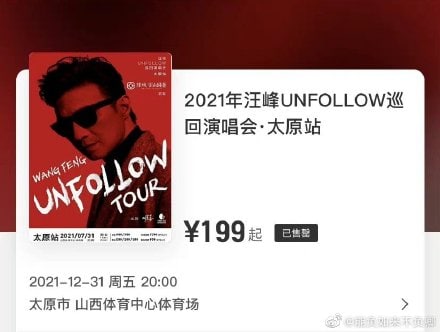 WANG FENG
UNFOLLOW
TOUR
太原站 2021/07/31
2021年汪峰UNFOLLOW巡
回演唱会·太原站
¥199起
已售罄
2021-12-31 周五 20:00
太原市 山西体育中心体育场